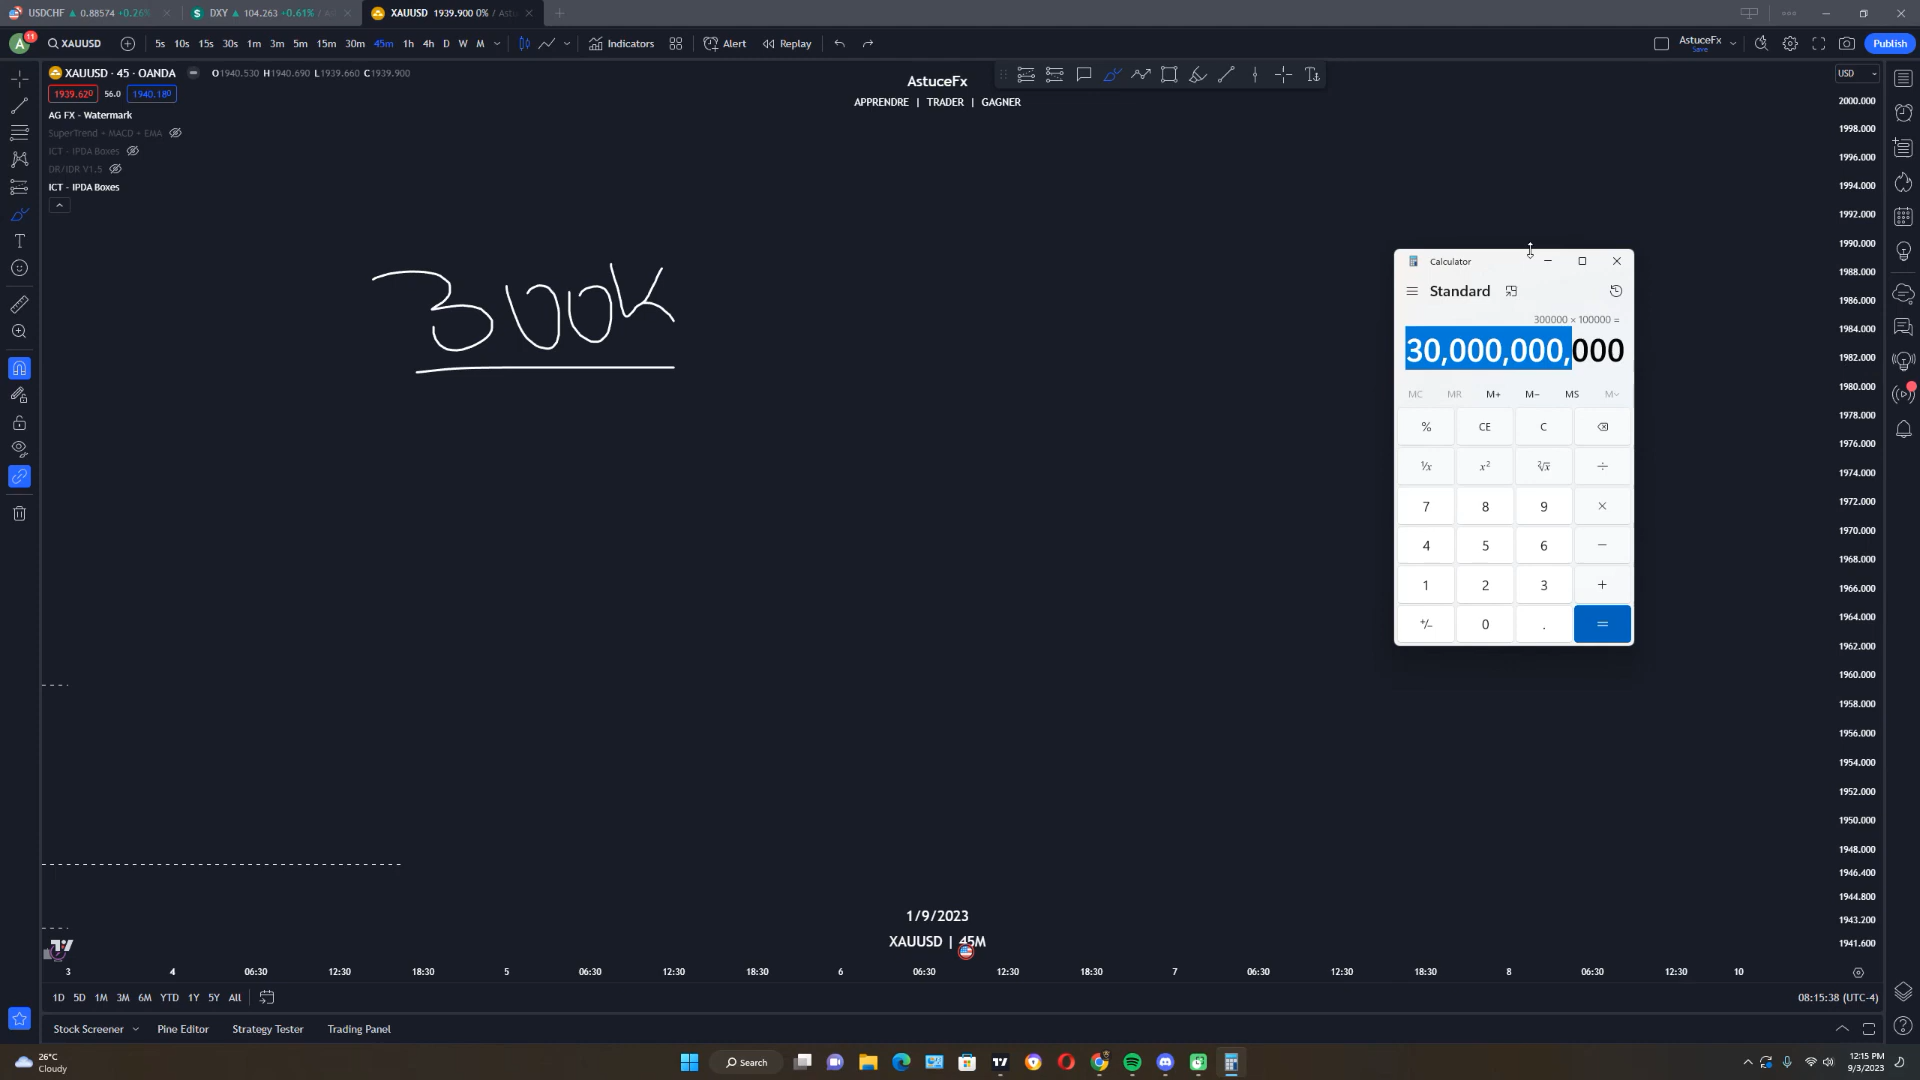 USDCHF ▲ 0.88574 +0.26%
DXY ▲ 104.263 +0.61% / A
XAUUSD 1939.900 0% / Astu
A 11 XAUUSD 5s 10s 15s 30s 1m 3m 5m 15m 30m 45m 1h 4h D W M Indicators Alert Replay AstuceFx Save Publish
XAUUSD · 45 · OANDA O1940.530 H1940.690 L1939.660 C1939.900
1939.620 56.0 1940.180
AG FX - Watermark
SuperTrend + MACD + EMA
ICT - IPDA Boxes
DR/IDR V1.5
ICT - IPDA Boxes
AstuceFx
APPRENDRE | TRADER | GAGNER
300K
Calculator
Standard
300000 × 100000 =
30,000,000,000
MC MR M+ M− MS M˅
% CE C
¹/x x² ²√x ÷
7 8 9 ×
4 5 6 −
1 2 3 +
+/− 0 . =
USD
2000.000
1998.000
1996.000
1994.000
1992.000
1990.000
1988.000
1986.000
1984.000
1982.000
1980.000
1978.000
1976.000
1974.000
1972.000
1970.000
1968.000
1966.000
1964.000
1962.000
1960.000
1958.000
1956.000
1954.000
1952.000
1950.000
1948.000
1946.400
1944.800
1943.200
1941.600
1/9/2023
XAUUSD | 45M
3 4 06:30 12:30 18:30 5 06:30 12:30 18:30 6 06:30 12:30 18:30 7 06:30 12:30 18:30 8 06:30 12:30 10
1D 5D 1M 3M 6M YTD 1Y 5Y All 08:15:38 (UTC-4)
Stock Screener Pine Editor Strategy Tester Trading Panel
26°C
Cloudy
Search
12:15 PM
9/3/2023